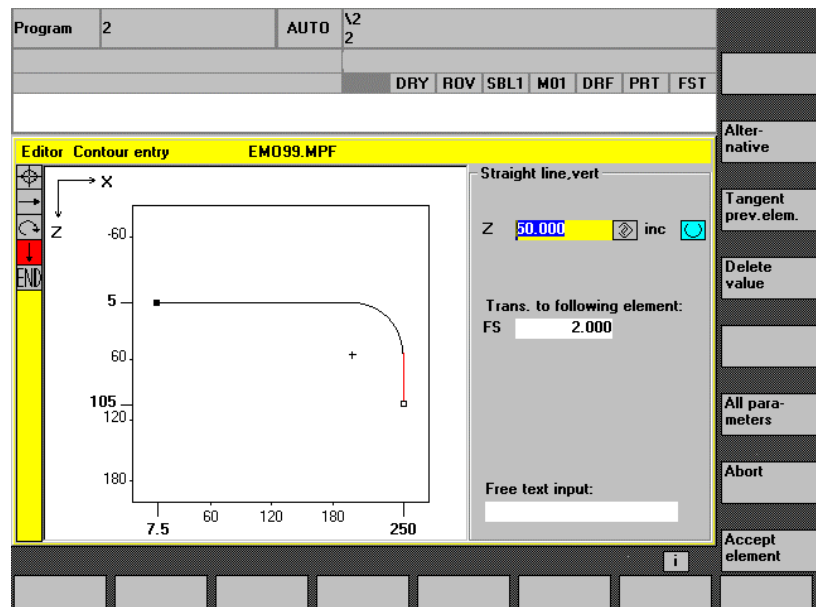 Program 2 AUTO \2
2
DRY ROV SBL1 M01 DRF PRT FST
Alter-
native
Editor Contour entry EMO99.MPF
X
Z
END
-60
5
60
105
120
180
7.5
60
120
180
250
Straight line,vert
Z 50.000 inc
Trans. to following element:
FS 2.000
Free text input:
Tangent
prev.elem.
Delete
value
All para-
meters
Abort
Accept
element
i